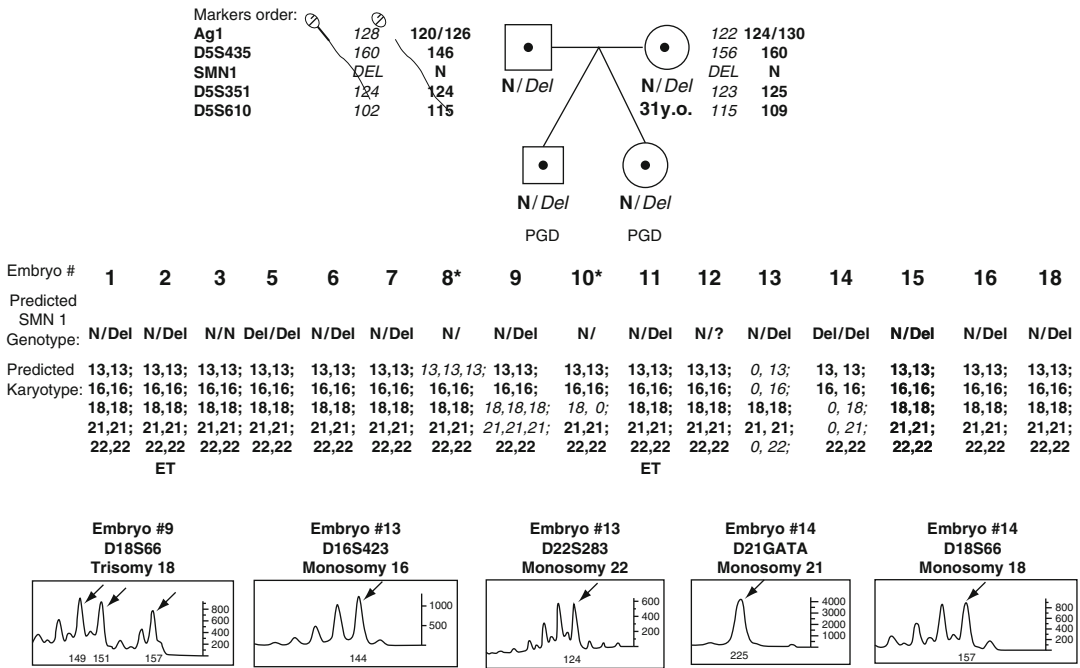 Markers order:
Ag1 128 120/126 122 124/130
D5S435 160 146 156 160
SMN1 DEL N DEL N
N/Del N/Del
D5S351 124 124 123 125
31y.o.
D5S610 102 115 115 109
N/Del N/Del
PGD PGD
Embryo # 1 2 3 5 6 7 8* 9 10* 11 12 13 14 15 16 18
Predicted
SMN 1
Genotype: N/Del N/Del N/N Del/Del N/Del N/Del N/ N/Del N/ N/Del N/? N/Del Del/Del N/Del N/Del N/Del
Predicted 13,13; 13,13; 13,13; 13,13; 13,13; 13,13; 13,13,13; 13,13; 13,13; 13,13; 13,13; 0, 13; 13, 13; 13,13; 13,13; 13,13;
Karyotype: 16,16; 16,16; 16,16; 16,16; 16,16; 16,16; 16,16; 16,16; 16,16; 16,16; 16,16; 0, 16; 16, 16; 16,16; 16,16; 16,16;
18,18; 18,18; 18,18; 18,18; 18,18; 18,18; 18,18; 18,18,18; 18, 0; 18,18; 18,18; 18,18; 0, 18; 18,18; 18,18; 18,18;
21,21; 21,21; 21,21; 21,21; 21,21; 21,21; 21,21; 21,21,21; 21,21; 21,21; 21,21; 21, 21; 0, 21; 21,21; 21,21; 21,21;
22,22 22,22 22,22 22,22 22,22 22,22 22,22 22,22 22,22 22,22 22,22 0, 22; 22,22 22,22 22,22 22,22
ET ET
Embryo #9 Embryo #13 Embryo #13 Embryo #14 Embryo #14
D18S66 D16S423 D22S283 D21GATA D18S66
Trisomy 18 Monosomy 16 Monosomy 22 Monosomy 21 Monosomy 18
800 600 400 200
149 151 157
1000 500
144
600 400 200
124
4000 3000 2000 1000
225
800 600 400 200
157